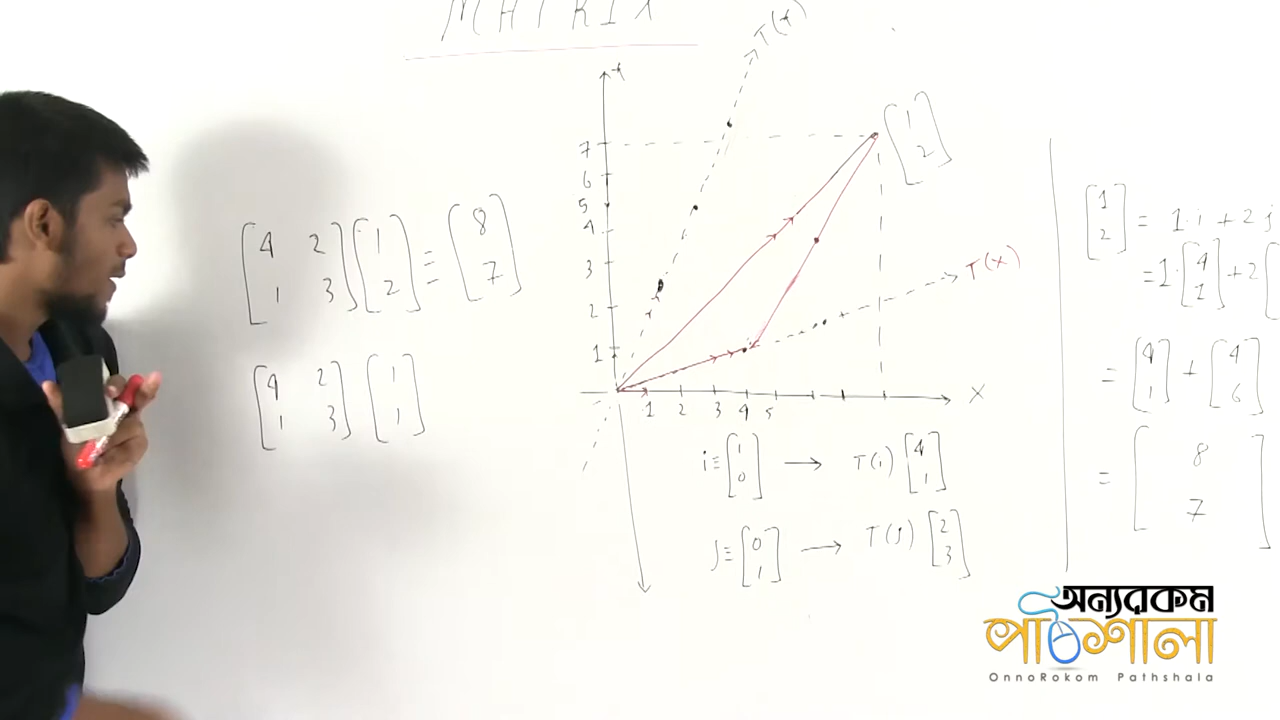 MATRIX
T(Y)
Y
[1 2]
7
6
5
4
3
2
1
T(X)
1 2 3 4 5
X
[4 2
1 3] [1
2] ≡ [8
7]
[4 2
1 3] [1
1]
i ≡ [1
0] → T(i) [4
1]
j ≡ [0
1] → T(j) [2
3]
[1
2] = 1·i + 2j
= 1·[4
1] + 2[
= [4
1] + [4
6]
= [8
7]
অন্যরকম
পাঠশালা
OnnoRokom Pathshala